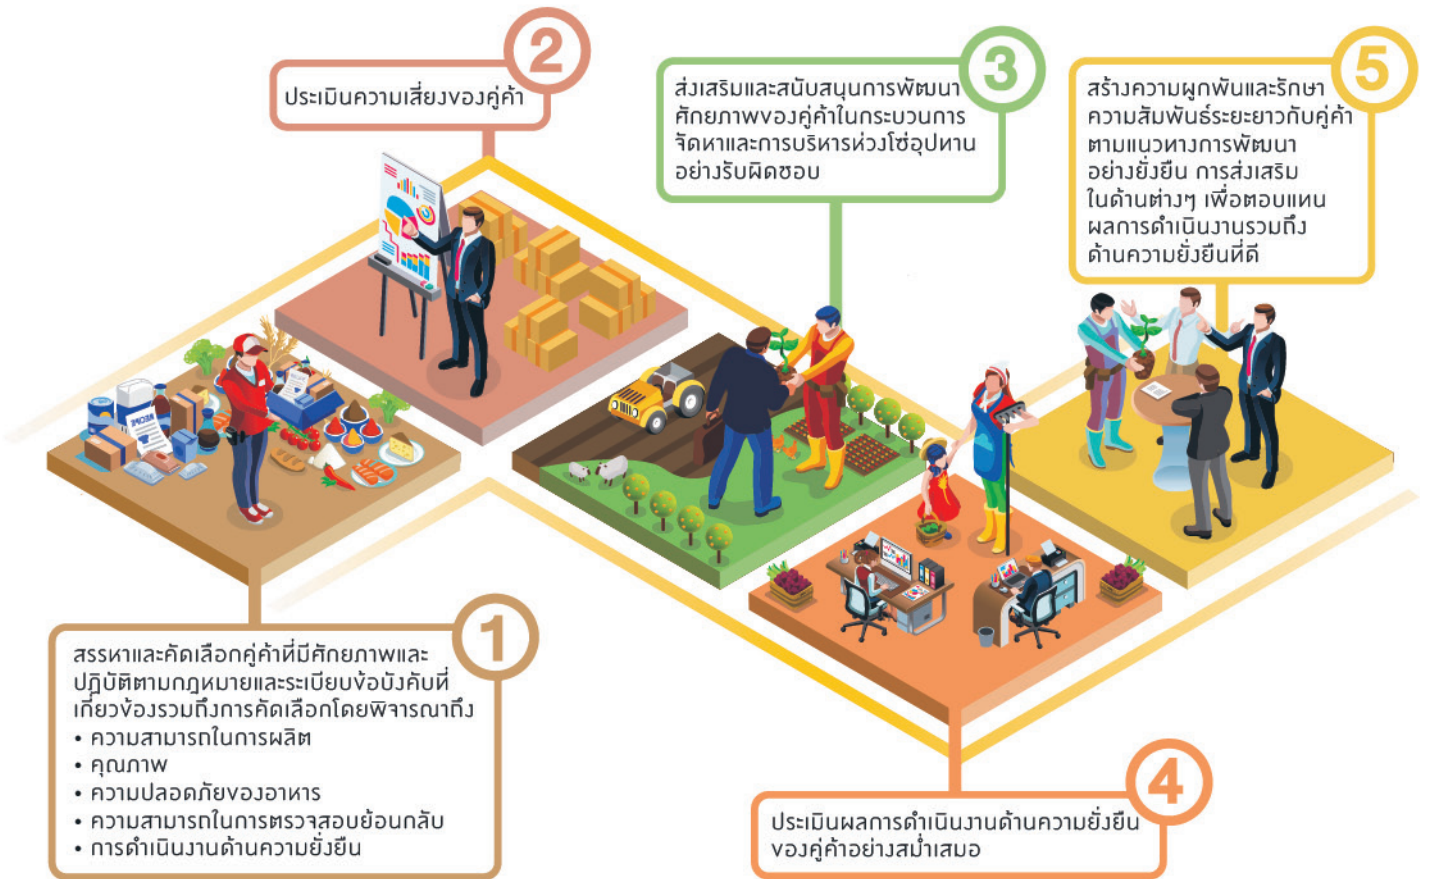 1
สรรหาและคัดเลือกคู่ค้าที่มีศักยภาพและ
ปฏิบัติตามกฎหมายและระเบียบข้อบังคับที่
เกี่ยวข้องรวมถึงการคัดเลือกโดยพิจารณาถึง
• ความสามารถในการผลิต
• คุณภาพ
• ความปลอดภัยของอาหาร
• ความสามารถในการตรวจสอบย้อนกลับ
• การดำเนินงานด้านความยั่งยืน
2
ประเมินความเสี่ยงของคู่ค้า
3
ส่งเสริมและสนับสนุนการพัฒนา
ศักยภาพของคู่ค้าในกระบวนการ
จัดหาและการบริหารห่วงโซ่อุปทาน
อย่างรับผิดชอบ
4
ประเมินผลการดำเนินงานด้านความยั่งยืน
ของคู่ค้าอย่างสม่ำเสมอ
5
สร้างความผูกพันและรักษา
ความสัมพันธ์ระยะยาวกับคู่ค้า
ตามแนวทางการพัฒนา
อย่างยั่งยืน การส่งเสริม
ในด้านต่างๆ เพื่อตอบแทน
ผลการดำเนินงานรวมถึง
ด้านความยั่งยืนที่ดี